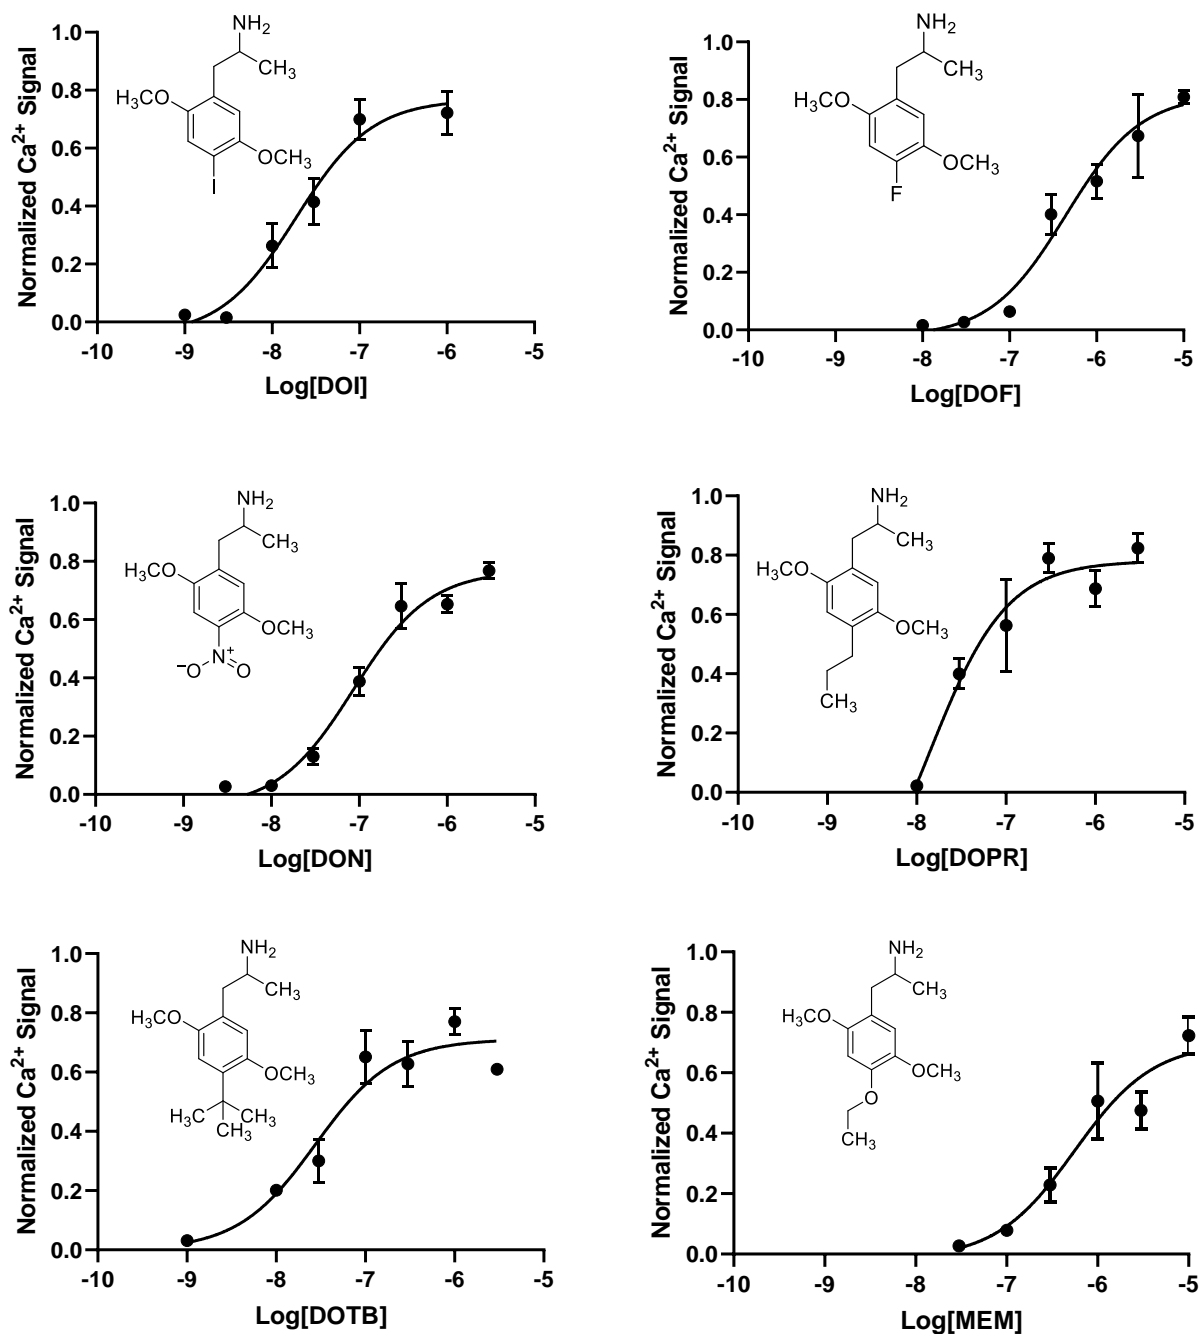 NH₂
CH₃
H₃CO
OCH₃
I
Normalized Ca²⁺ Signal
1.0
0.8
0.6
0.4
0.2
0.0
-10 -9 -8 -7 -6 -5
Log[DOI]
NH₂
CH₃
H₃CO
OCH₃
F
Normalized Ca²⁺ Signal
1.0
0.8
0.6
0.4
0.2
0.0
-10 -9 -8 -7 -6 -5
Log[DOF]
NH₂
CH₃
H₃CO
OCH₃
⁻O N⁺ O
Normalized Ca²⁺ Signal
1.0
0.8
0.6
0.4
0.2
0.0
-10 -9 -8 -7 -6 -5
Log[DON]
NH₂
CH₃
H₃CO
OCH₃
CH₃
Normalized Ca²⁺ Signal
1.0
0.8
0.6
0.4
0.2
0.0
-10 -9 -8 -7 -6 -5
Log[DOPR]
NH₂
CH₃
H₃CO
OCH₃
H₃C CH₃
H₃C
Normalized Ca²⁺ Signal
1.0
0.8
0.6
0.4
0.2
0.0
-10 -9 -8 -7 -6 -5
Log[DOTB]
NH₂
CH₃
H₃CO
OCH₃
O
CH₃
Normalized Ca²⁺ Signal
1.0
0.8
0.6
0.4
0.2
0.0
-10 -9 -8 -7 -6 -5
Log[MEM]